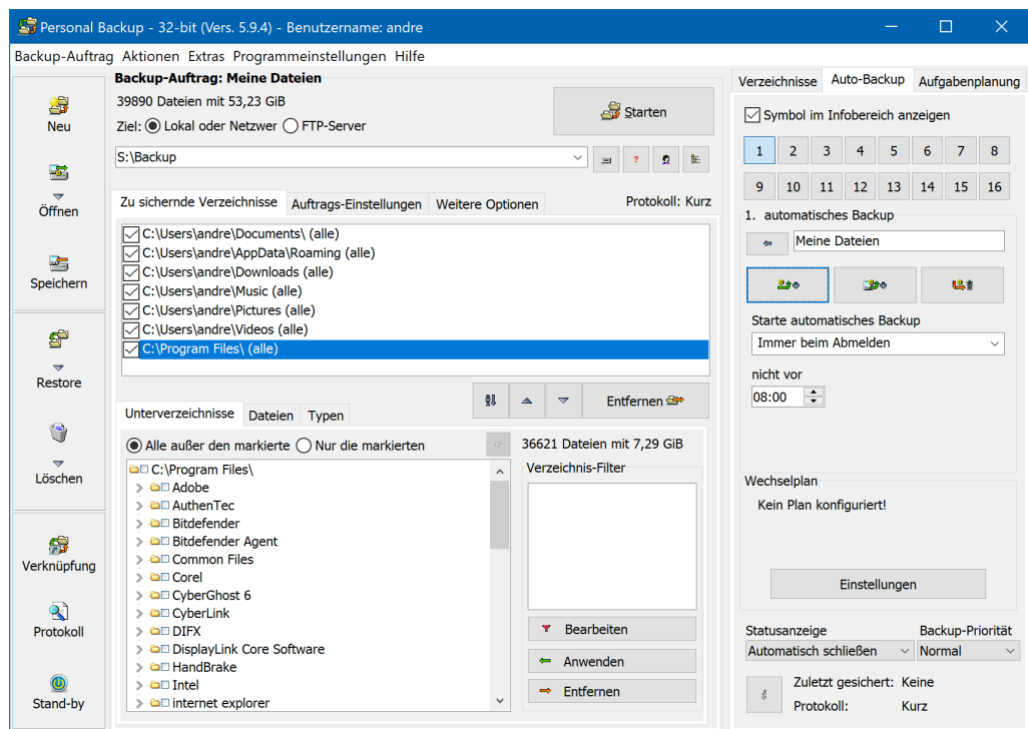 Personal Backup - 32-bit (Vers. 5.9.4) - Benutzername: andre
Backup-Auftrag Aktionen Extras Programmeinstellungen Hilfe
Neu
Öffnen
Speichern
Restore
Löschen
Verknüpfung
Protokoll
Stand-by
Backup-Auftrag: Meine Dateien
39890 Dateien mit 53,23 GiB
Ziel: Lokal oder Netzwer FTP-Server
Starten
S:\Backup
?
Zu sichernde Verzeichnisse Auftrags-Einstellungen Weitere Optionen Protokoll: Kurz
C:\Users\andre\Documents\ (alle)
C:\Users\andre\AppData\Roaming (alle)
C:\Users\andre\Downloads (alle)
C:\Users\andre\Music (alle)
C:\Users\andre\Pictures (alle)
C:\Users\andre\Videos (alle)
C:\Program Files\ (alle)
Entfernen
Unterverzeichnisse Dateien Typen
Alle außer den markierte Nur die markierten
36621 Dateien mit 7,29 GiB
C:\Program Files\
Adobe
AuthenTec
Bitdefender
Bitdefender Agent
Common Files
Corel
CyberGhost 6
CyberLink
DIFX
DisplayLink Core Software
HandBrake
Intel
internet explorer
Verzeichnis-Filter
Bearbeiten
Anwenden
Entfernen
Verzeichnisse Auto-Backup Aufgabenplanung
Symbol im Infobereich anzeigen
1 2 3 4 5 6 7 8
9 10 11 12 13 14 15 16
1. automatisches Backup
Meine Dateien
Starte automatisches Backup
Immer beim Abmelden
nicht vor
08:00
Wechselplan
Kein Plan konfiguriert!
Einstellungen
Statusanzeige Backup-Priorität
Automatisch schließen Normal
Zuletzt gesichert: Keine
Protokoll: Kurz